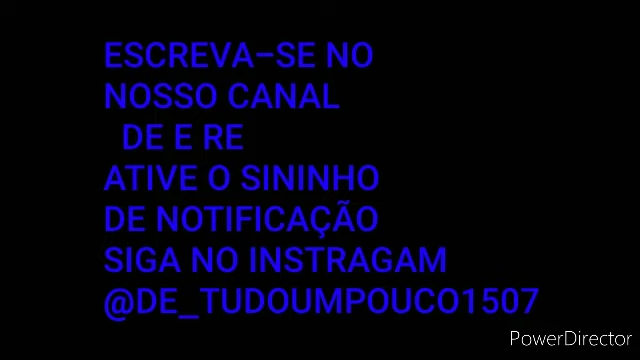 ESCREVA-SE NO
NOSSO CANAL
DE E RE
ATIVE O SININHO
DE NOTIFICAÇÃO
SIGA NO INSTRAGAM
@DE_TUDOUMPOUCO1507
PowerDirector